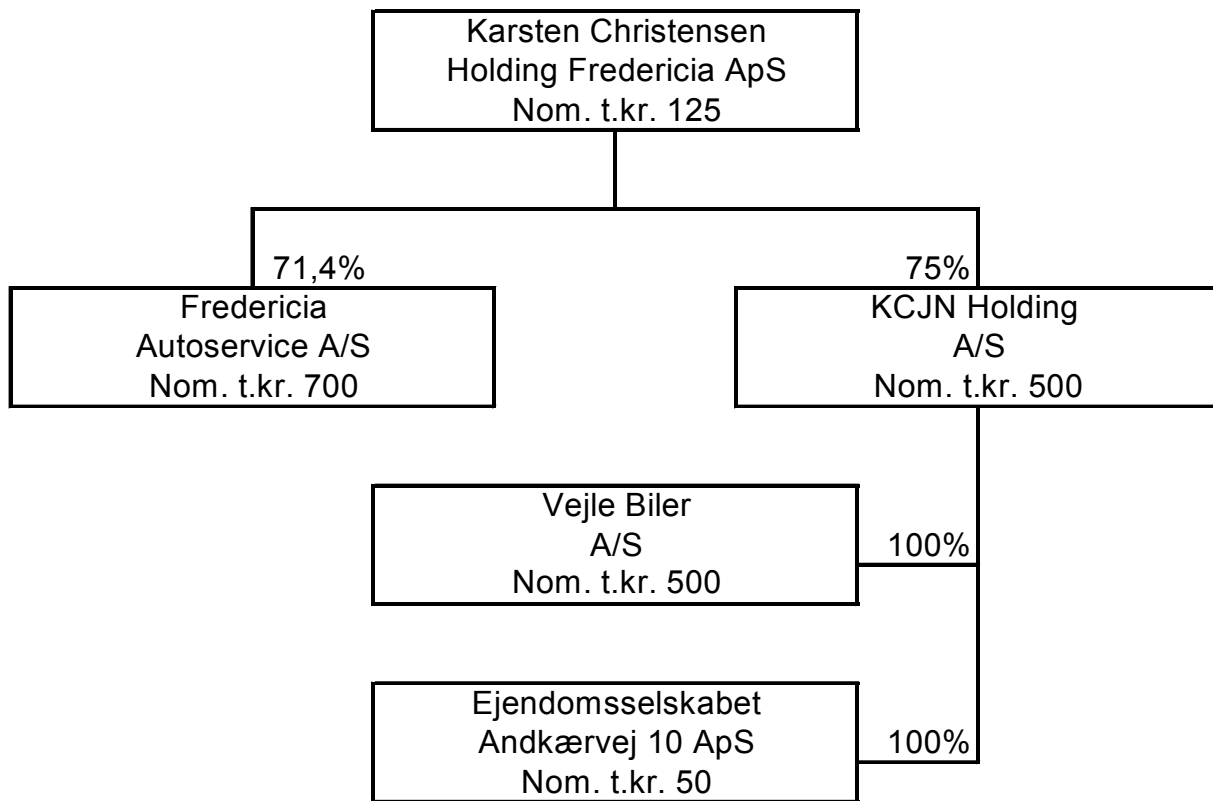 Karsten Christensen
Holding Fredericia ApS
Nom. t.kr. 125
71,4%
75%
Fredericia
Autoservice A/S
Nom. t.kr. 700
KCJN Holding
A/S
Nom. t.kr. 500
Vejle Biler
A/S
Nom. t.kr. 500
100%
Ejendomsselskabet
Andkærvej 10 ApS
Nom. t.kr. 50
100%